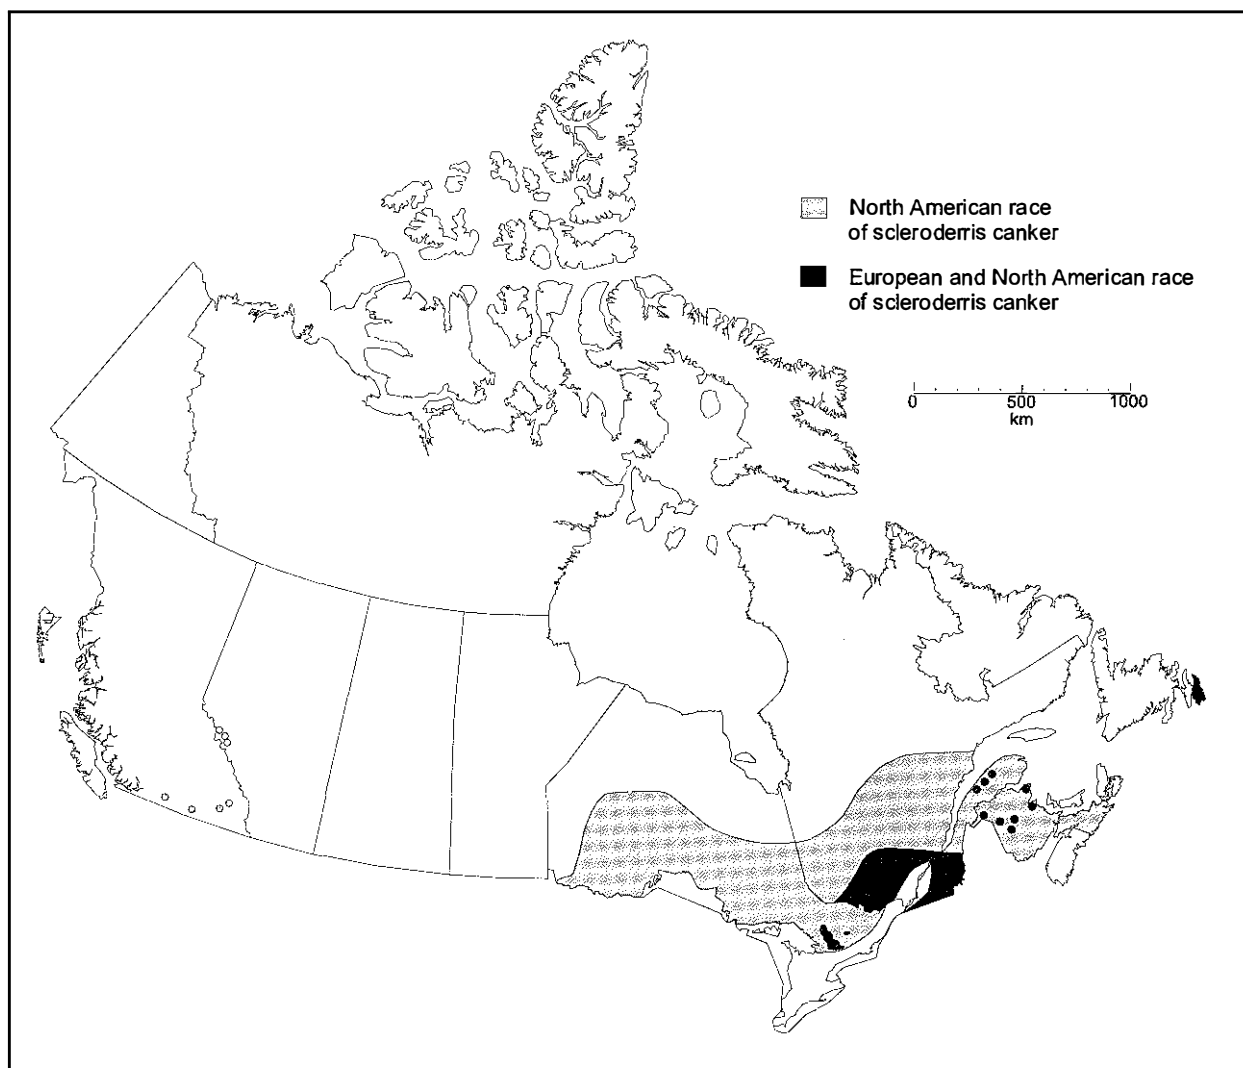 North American race
of scleroderris canker
European and North American race
of scleroderris canker
0 500 1000
km